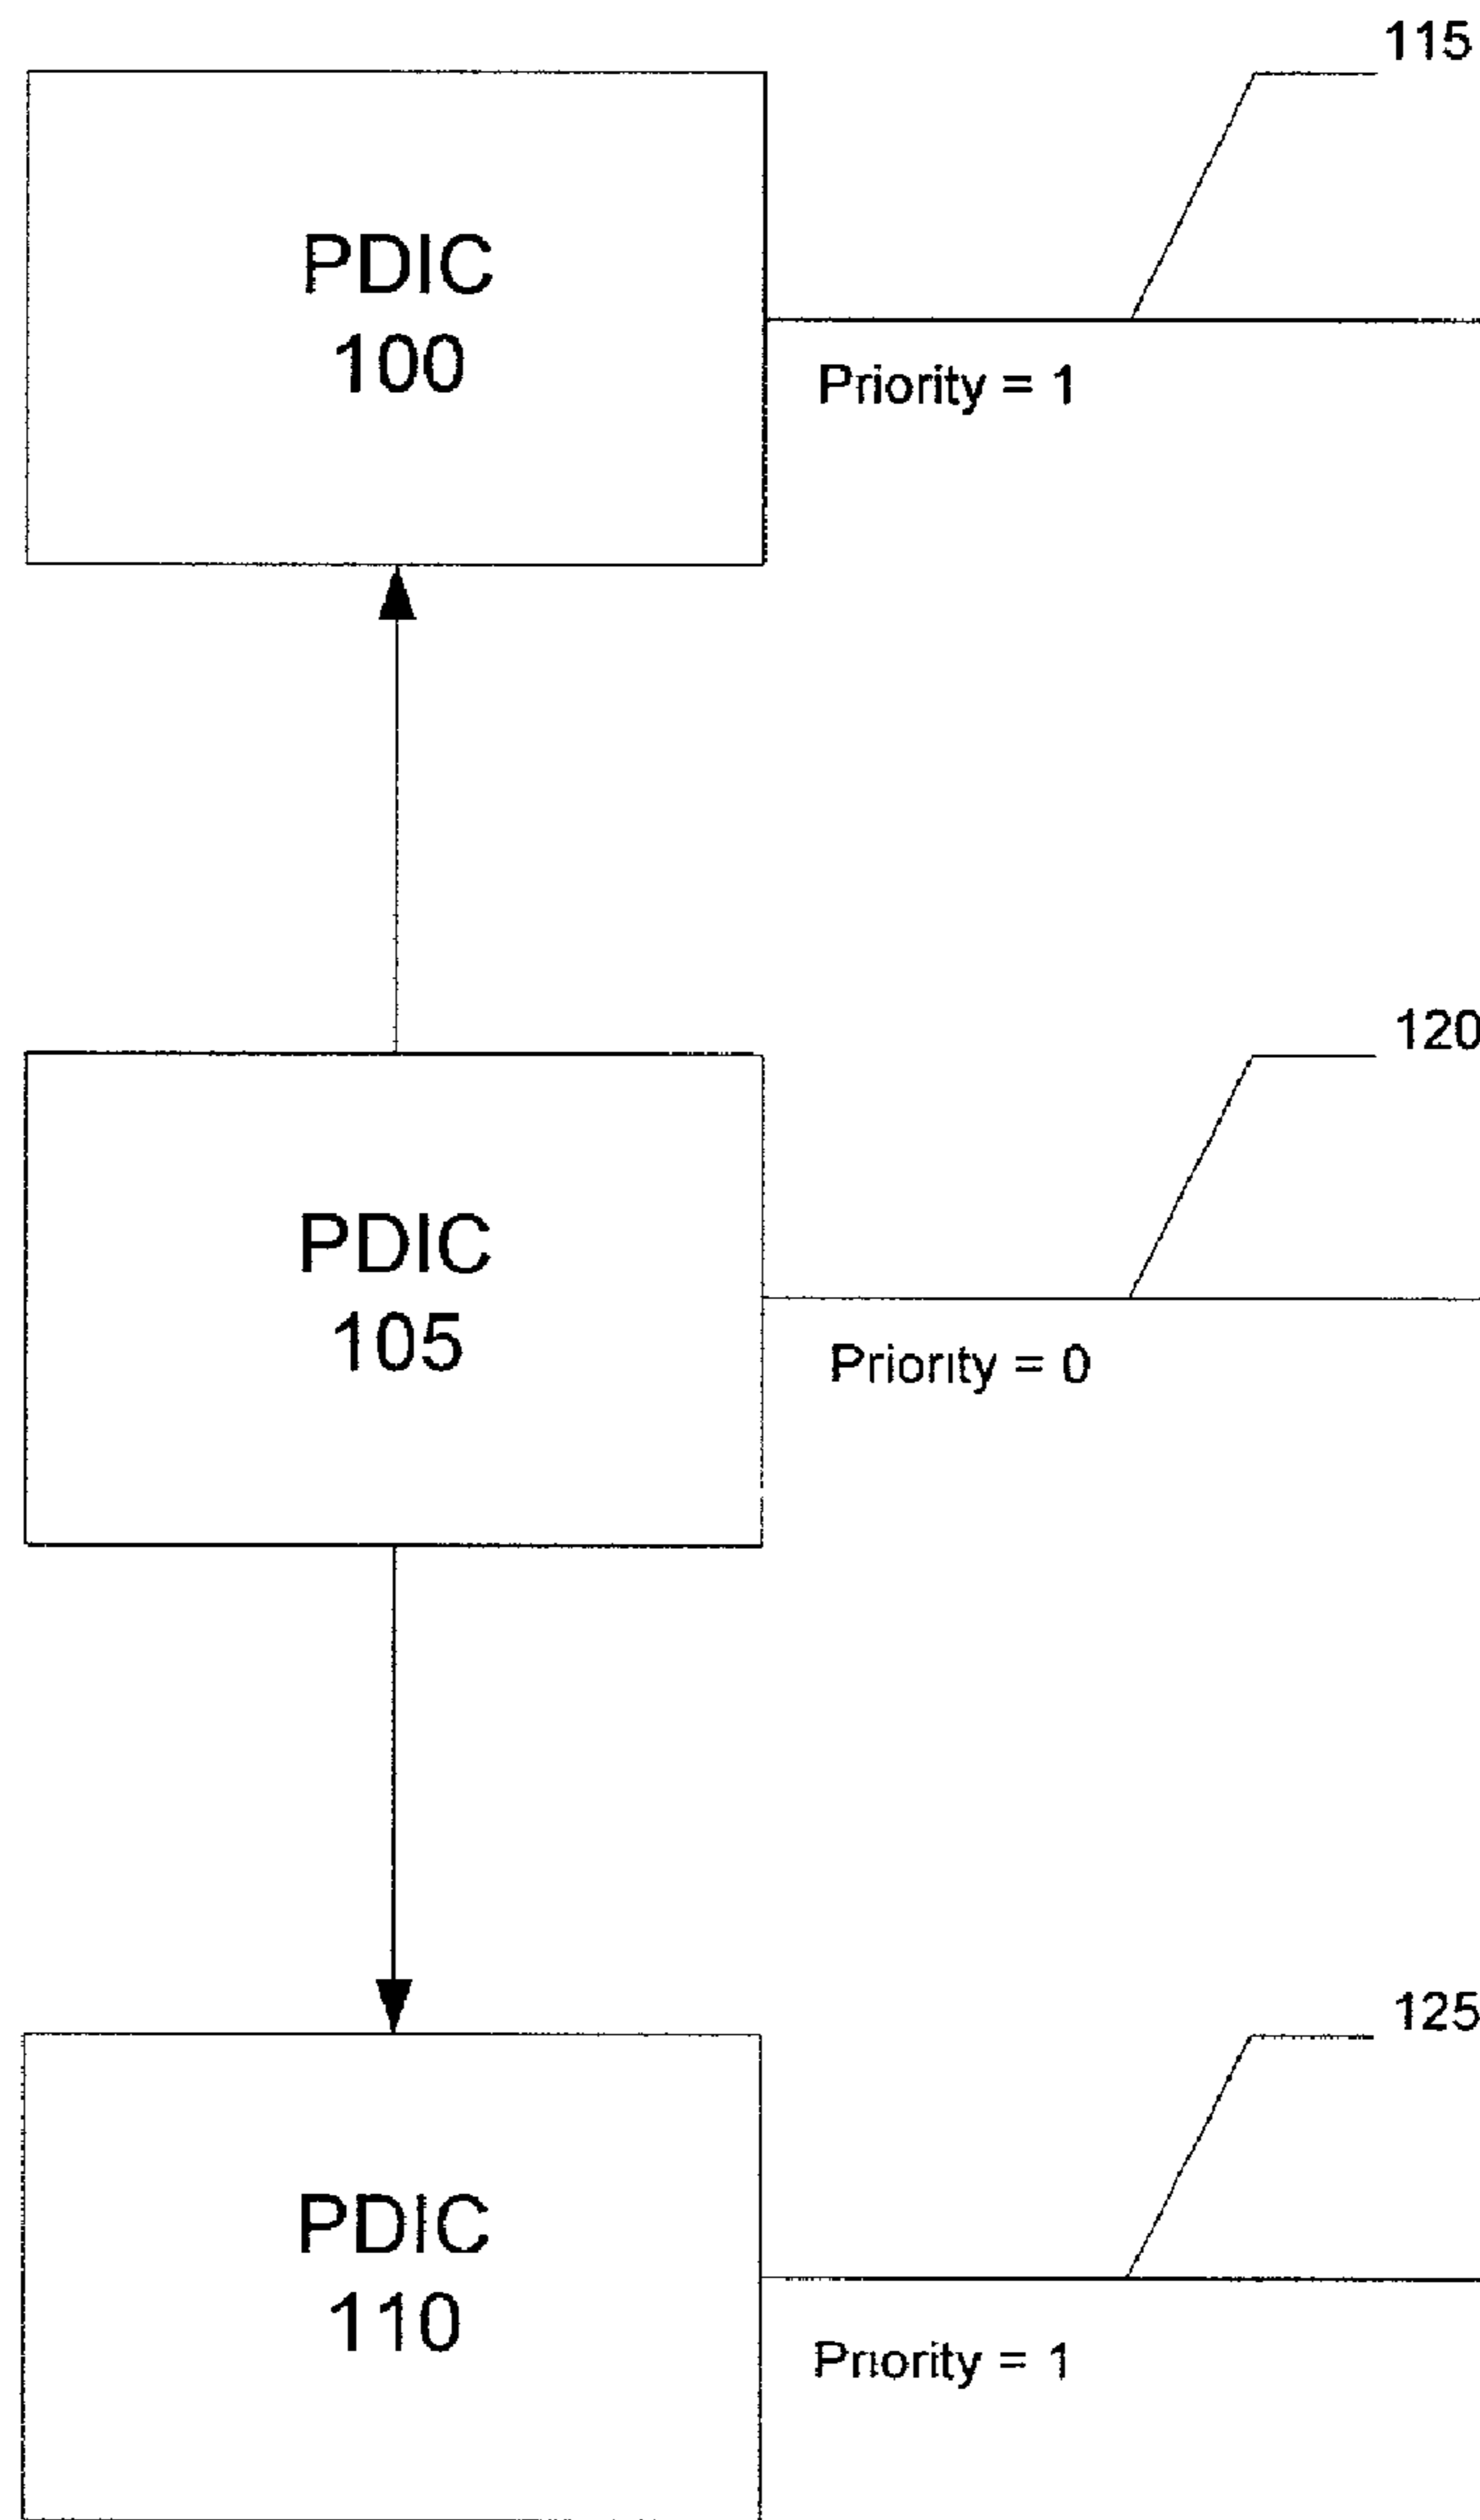 115
PDIC
100
Priority = 1
120
PDIC
105
Priority = 0
125
PDIC
110
Priority = 1